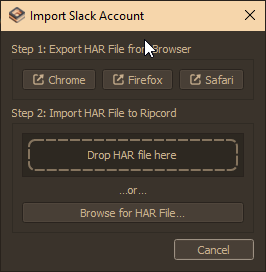 Import Slack Account
Step 1: Export HAR File from Browser
Chrome Firefox Safari
Step 2: Import HAR File to Ripcord
Drop HAR file here
...or...
Browse for HAR File...
Cancel